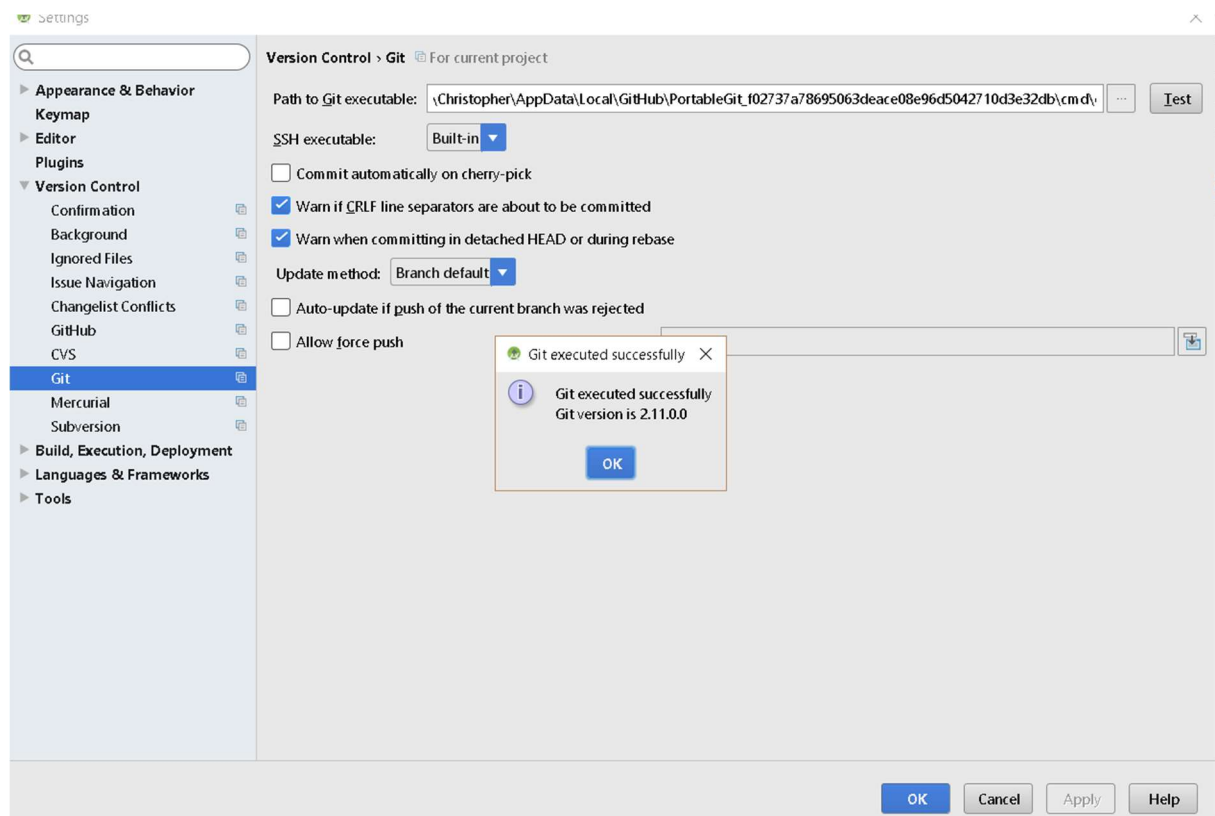 Settings
Version Control › Git For current project
Appearance & Behavior
Keymap
Editor
Plugins
Version Control
Confirmation
Background
Ignored Files
Issue Navigation
Changelist Conflicts
GitHub
CVS
Git
Mercurial
Subversion
Build, Execution, Deployment
Languages & Frameworks
Tools
Path to Git executable: \Christopher\AppData\Local\GitHub\PortableGit_f02737a78695063deace08e96d5042710d3e32db\cmd\ ... Test
SSH executable: Built-in
Commit automatically on cherry-pick
Warn if CRLF line separators are about to be committed
Warn when committing in detached HEAD or during rebase
Update method: Branch default
Auto-update if push of the current branch was rejected
Allow force push
Git executed successfully
Git executed successfully
Git version is 2.11.0.0
OK
OK Cancel Apply Help